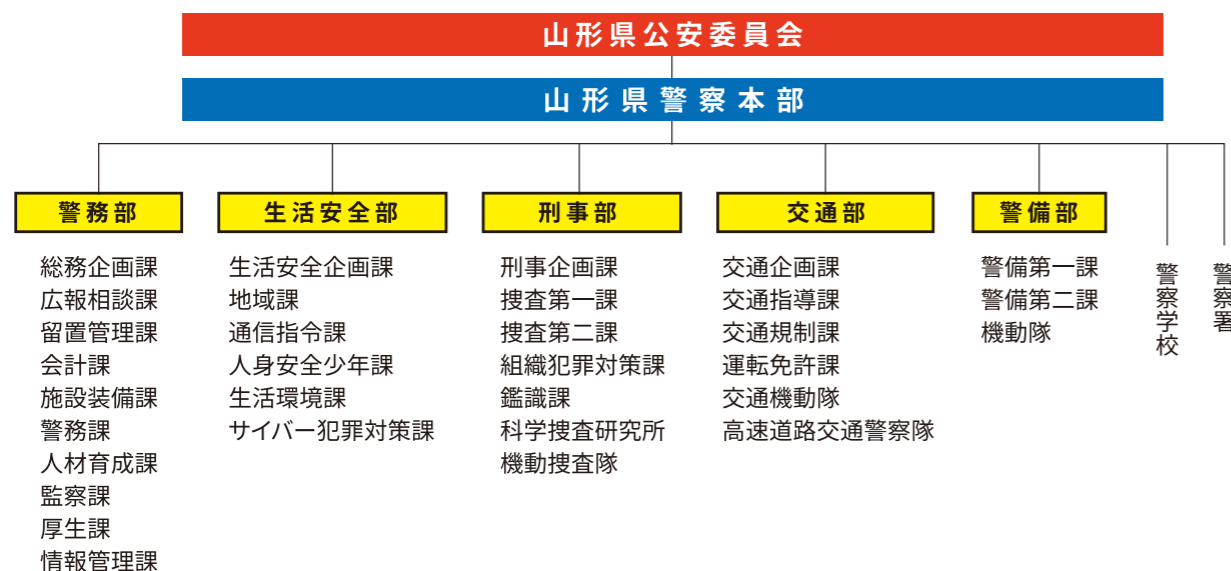 山形県公安委員会
山形県警察本部
警務部
総務企画課
広報相談課
留置管理課
会計課
施設装備課
警務課
人材育成課
監察課
厚生課
情報管理課
生活安全部
生活安全企画課
地域課
通信指令課
人身安全少年課
生活環境課
サイバー犯罪対策課
刑事部
刑事企画課
捜査第一課
捜査第二課
組織犯罪対策課
鑑識課
科学捜査研究所
機動捜査隊
交通部
交通企画課
交通指導課
交通規制課
運転免許課
交通機動隊
高速道路交通警察隊
警備部
警備第一課
警備第二課
機動隊
警察学校
警察署